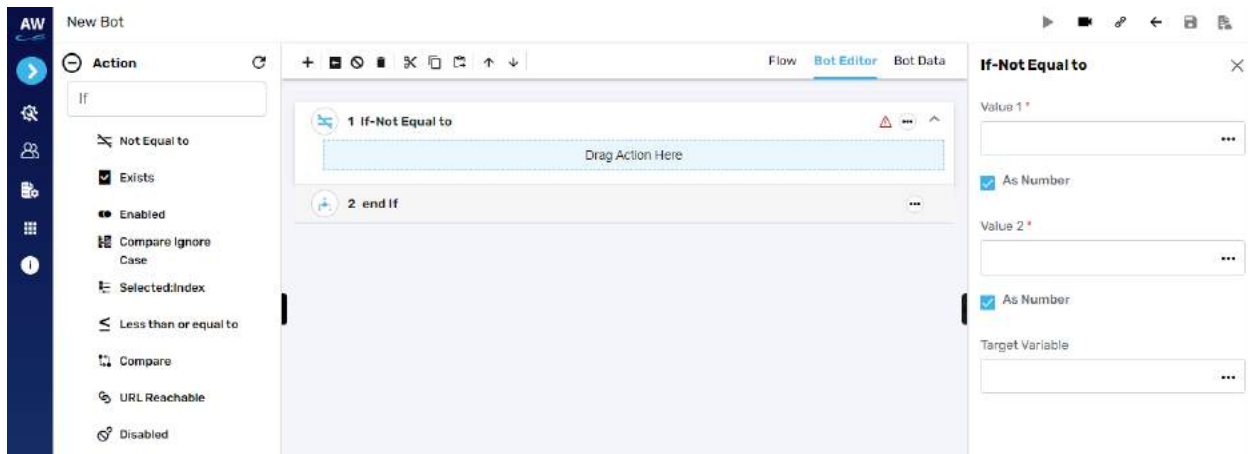 AW
New Bot
Action
If
Not Equal to
Exists
Enabled
Compare Ignore
Case
Selected:Index
Less than or equal to
Compare
URL Reachable
Disabled
Flow Bot Editor Bot Data
1 If-Not Equal to
Drag Action Here
2 end If
If-Not Equal to
Value 1 *
As Number
Value 2 *
As Number
Target Variable